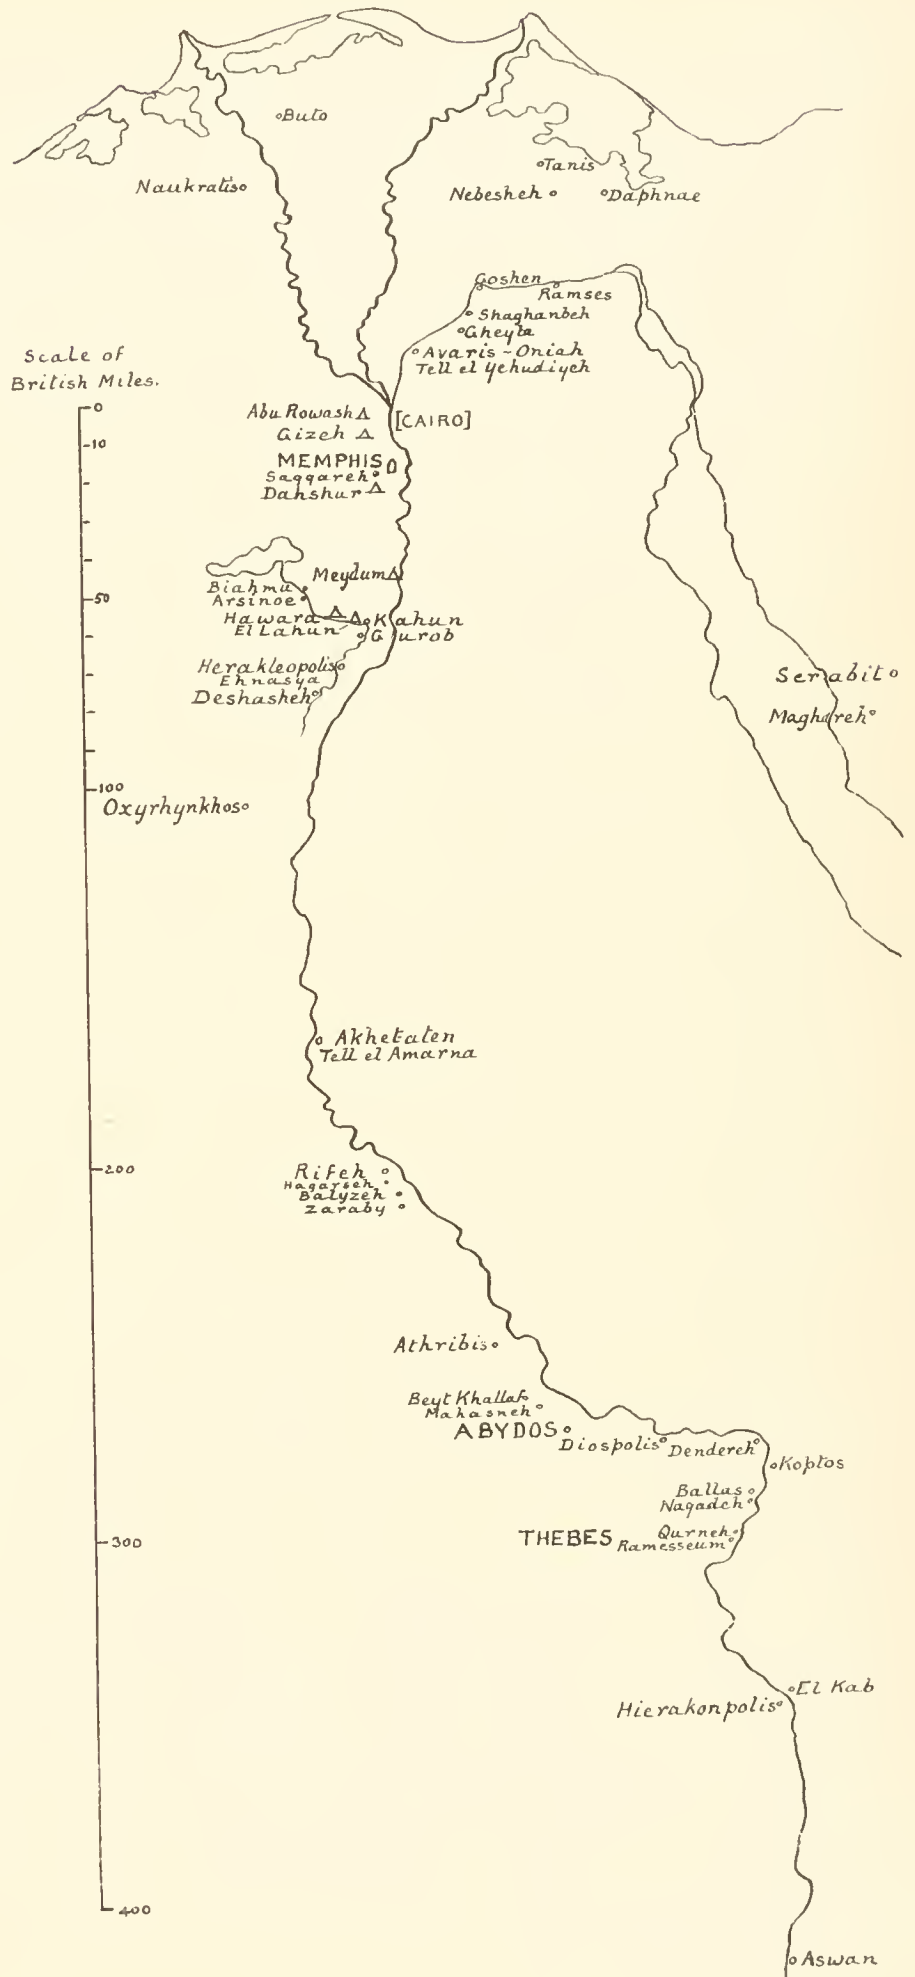 Buto
Tanis
Naukratis
Nebesheh
Daphnae
Goshen
Ramses
Shaghanbeh
Gheyta
Avaris - Oniah
Tell el Yehudiyeh
Scale of
British Miles.
0
10
50
100
200
300
400
Abu Rowash
[CAIRO]
Gizeh
MEMPHIS
Saqqareh
Dahshur
Meydum
Biahmu
Arsinoe
Hawara
Kahun
El Lahun
Gurob
Herakleopolis
Ehnasya
Deshasheh
Serabit
Maghareh
Oxyrhynkhos
Akhetaten
Tell el Amarna
Rifeh
Hagarseh
Balyzeh
Zaraby
Athribis
Beyt Khallaf
Mahasneh
ABYDOS
Diospolis
Dendereh
Koptos
Ballas
Naqadeh
THEBES
Qurneh
Ramesseum
El Kab
Hierakonpolis
Aswan